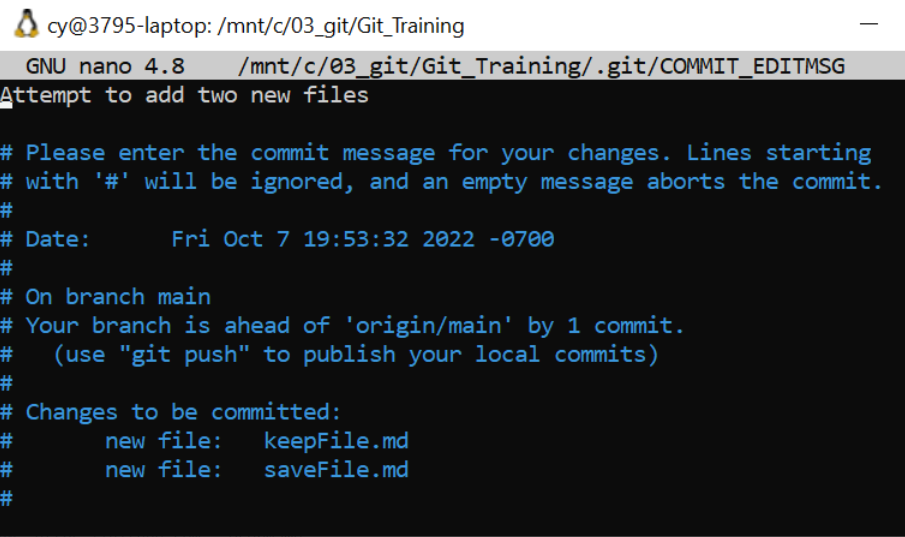 cy@3795-laptop: /mnt/c/03_git/Git_Training
GNU nano 4.8 /mnt/c/03_git/Git_Training/.git/COMMIT_EDITMSG
Attempt to add two new files
# Please enter the commit message for your changes. Lines starting
# with '#' will be ignored, and an empty message aborts the commit.
#
# Date: Fri Oct 7 19:53:32 2022 -0700
#
# On branch main
# Your branch is ahead of 'origin/main' by 1 commit.
# (use "git push" to publish your local commits)
#
# Changes to be committed:
# new file: keepFile.md
# new file: saveFile.md
#